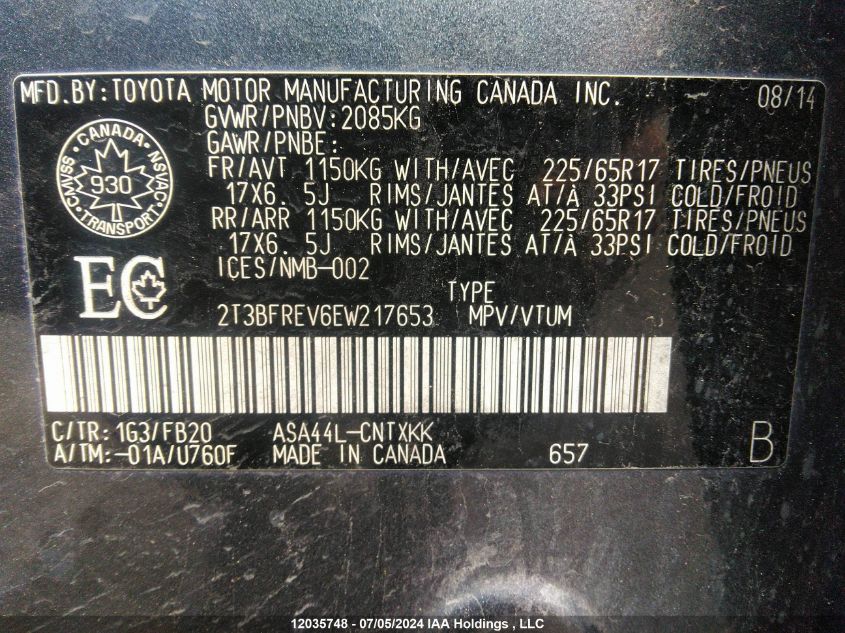 MFD.BY:TOYOTA MOTOR MANUFACTURING CANADA INC. 08/14
GVWR/PNBV:2085KG
GAWR/PNBE:
FR/AVT 1150KG WITH/AVEC 225/65R17 TIRES/PNEUS
17X6.5J RIMS/JANTES AT/À 33PSI COLD/FROID
RR/ARR 1150KG WITH/AVEC 225/65R17 TIRES/PNEUS
17X6.5J RIMS/JANTES AT/À 33PSI COLD/FROID
CANADA
CMVSS 930 NSVAC
TRANSPORT
EC
ICES/NMB-002
TYPE
2T3BFREV6EW217653 MPV/VTUM
C/TR: 1G3/FB20 ASA44L-CNTXKK
A/TM:-01A/U760F MADE IN CANADA 657 B
12035748 - 07/05/2024 IAA Holdings , LLC